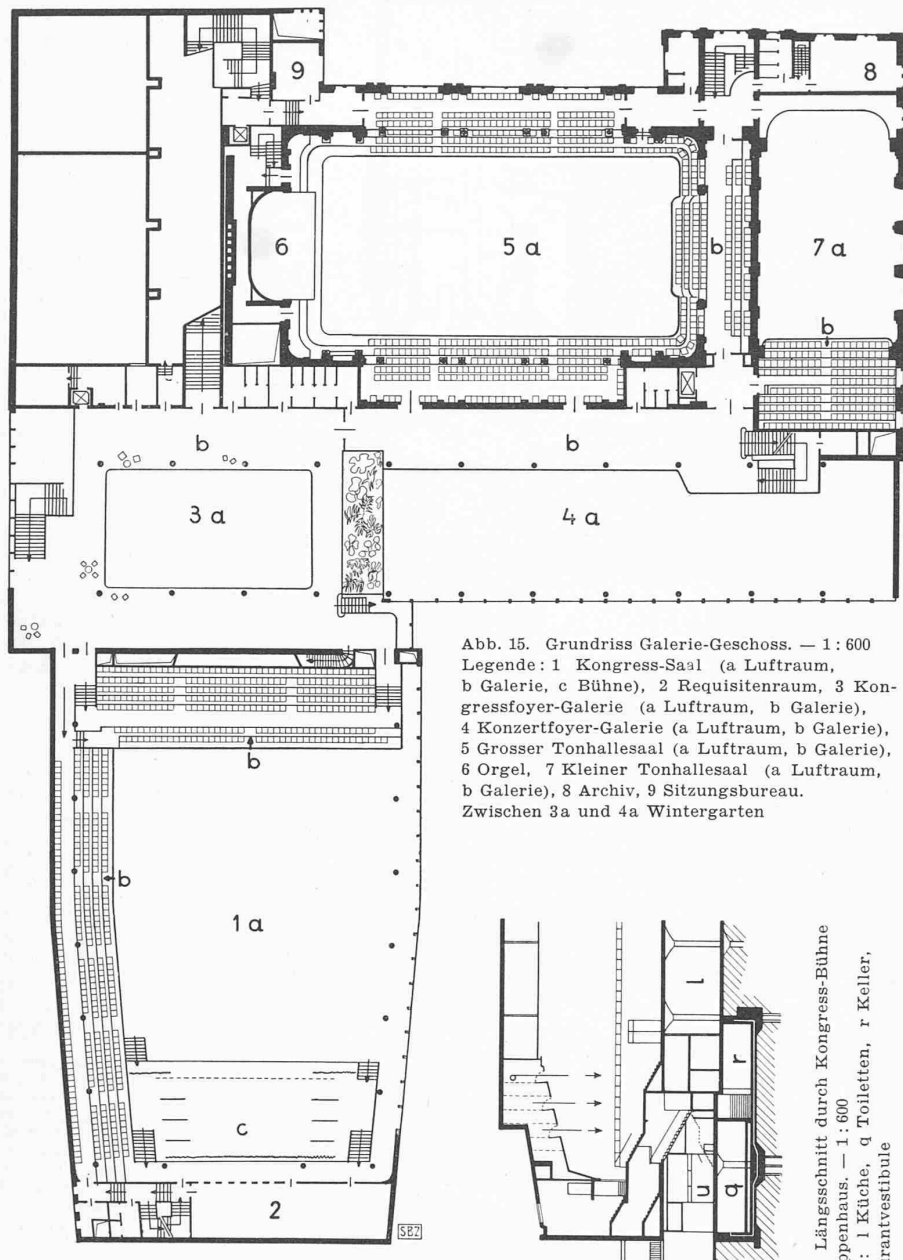 9
8
6
5 a
b
7 a
b
b
b
3 a
4 a
Abb. 15. Grundriss Galerie-Geschoss. — 1 : 600
Legende: 1 Kongress-Saal (a Luftraum,
b Galerie, c Bühne), 2 Requisitenraum, 3 Kon-
gressfoyer-Galerie (a Luftraum, b Galerie),
4 Konzertfoyer-Galerie (a Luftraum, b Galerie),
5 Grosser Tonhallesaal (a Luftraum, b Galerie),
6 Orgel, 7 Kleiner Tonhallesaal (a Luftraum,
b Galerie), 8 Archiv, 9 Sitzungsbureau.
Zwischen 3a und 4a Wintergarten
b
b
1 a
c
2
SBZ
l
r
u
q
Längsschnitt durch Kongress-Bühne
ppenhaus. — 1 : 600
: l Küche, q Toiletten, r Keller,
rantvestibule